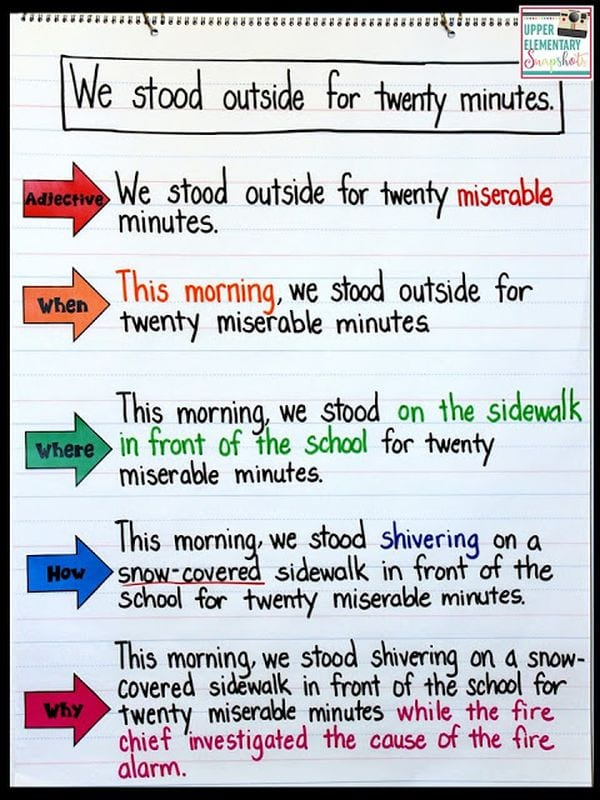 UPPER
ELEMENTARY
Snapshots
We stood outside for twenty minutes.
Adjective
We stood outside for twenty miserable
minutes.
When
This morning, we stood outside for
twenty miserable minutes
Where
This morning, we stood on the sidewalk
in front of the school for twenty
miserable minutes.
How
This morning, we stood shivering on a
snow-covered sidewalk in front of the
school for twenty miserable minutes.
Why
This morning, we stood shivering on a snow-
covered sidewalk in front of the school for
twenty miserable minutes while the fire
chief investigated the cause of the fire
alarm.